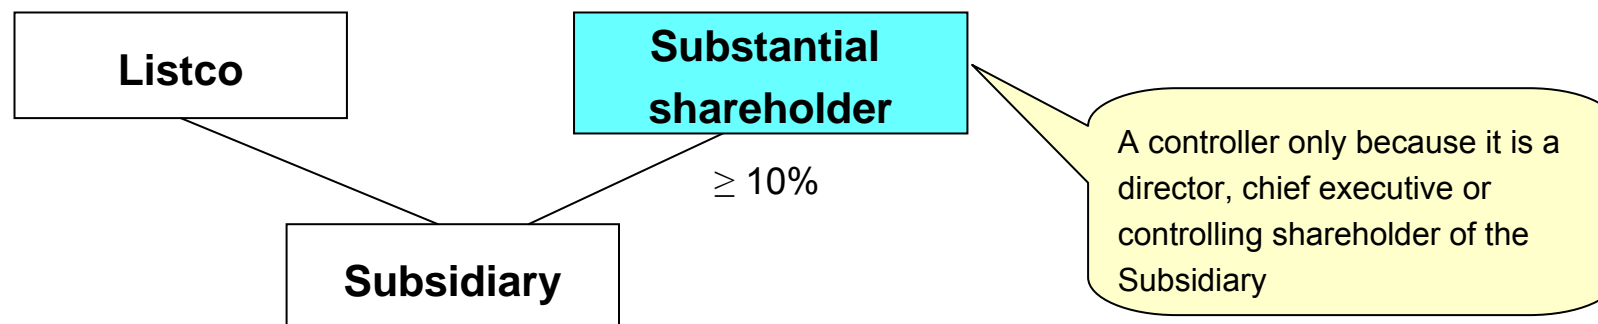 Listco
Substantial
shareholder
≥ 10%
A controller only because it is a
director, chief executive or
controlling shareholder of the
Subsidiary
Subsidiary